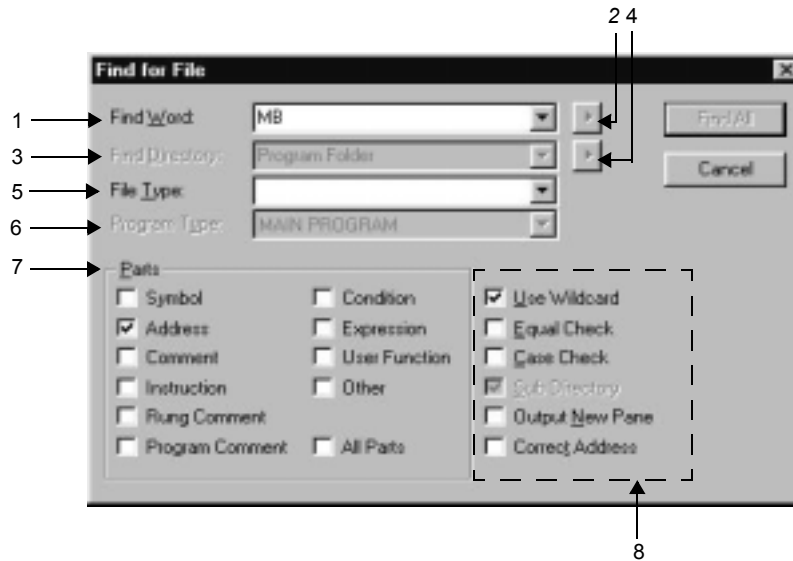 2 4
Find for File
1 Find Word: MB Find All
3 Find Directory: Program Folder
5 File Type: Cancel
6 Program Type: MAIN PROGRAM
7 Parts
Symbol Condition Use Wildcard
Address Expression Equal Check
Comment User Function Case Check
Instruction Other Sub Directory
Rung Comment Output New Pane
Program Comment All Parts Correct Address
8